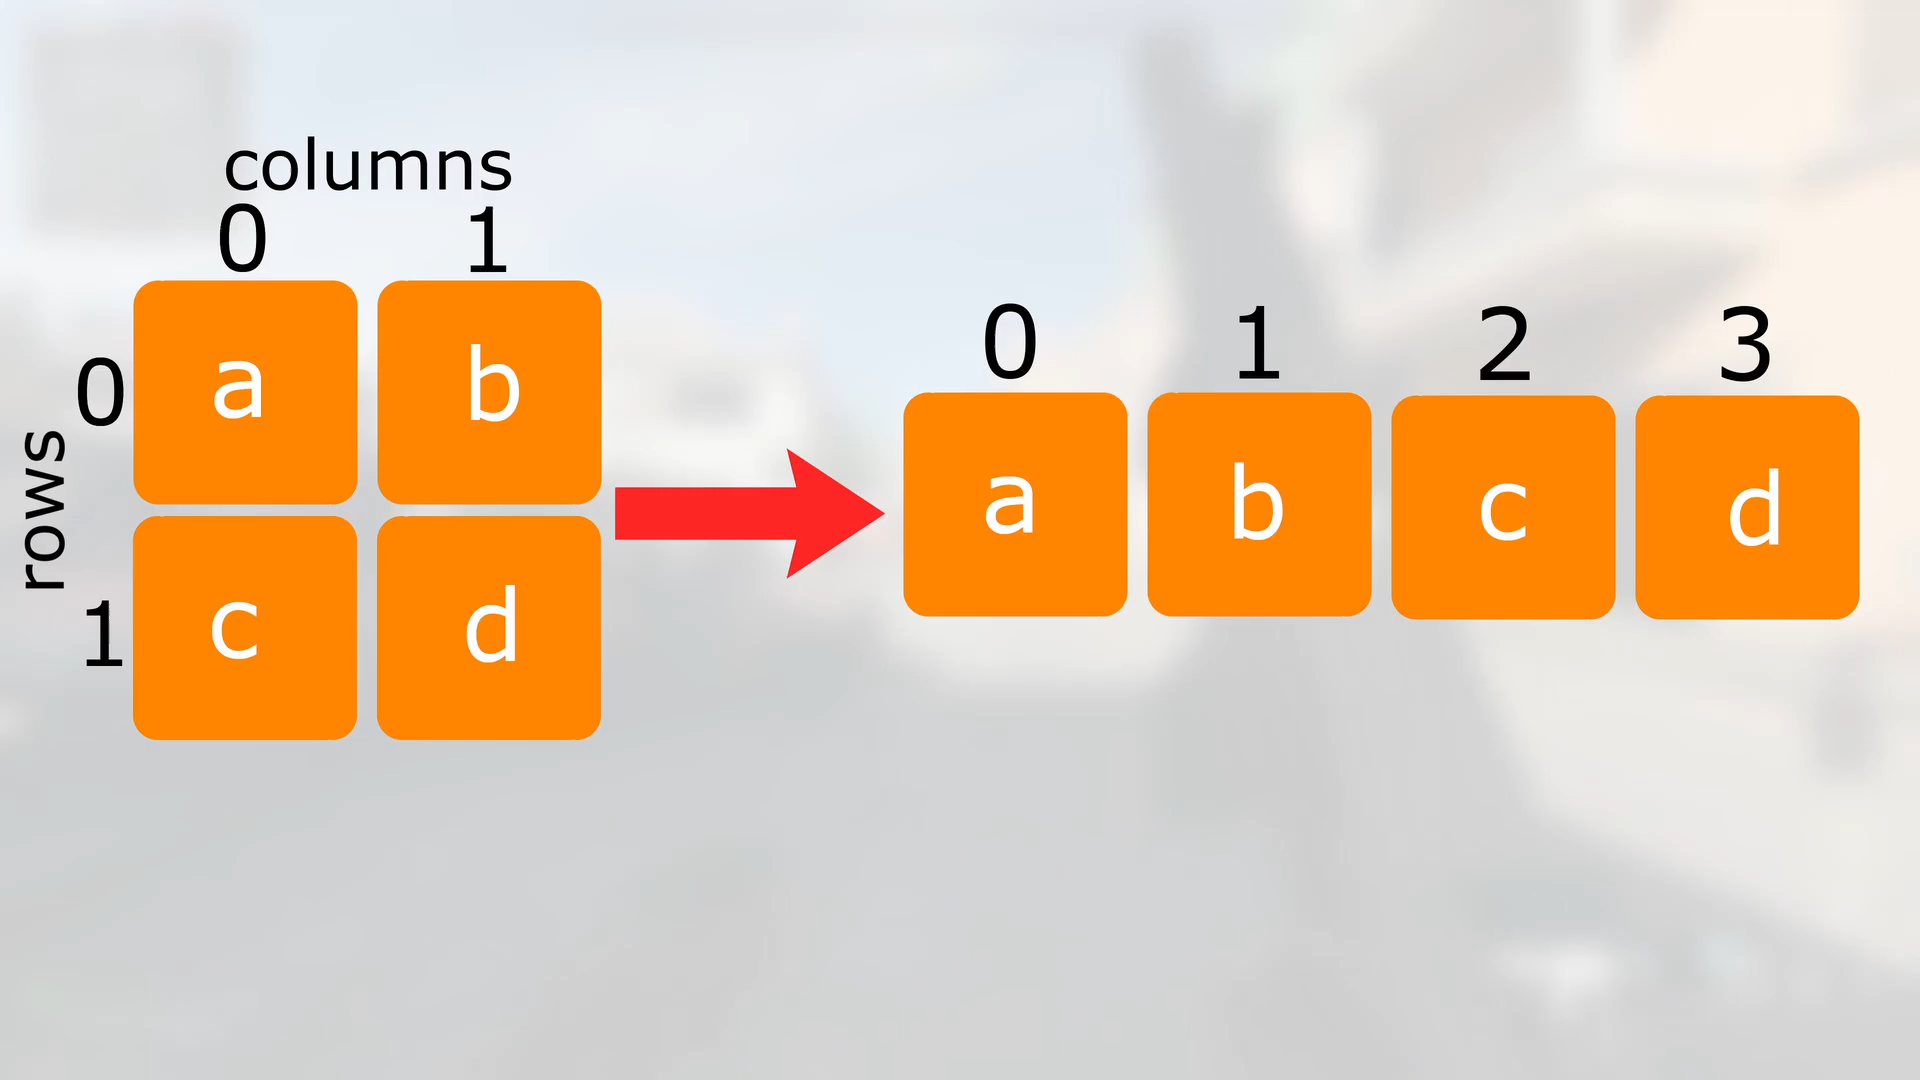 columns
0 1
rows
0 a b
1 c d
0 1 2 3
a b c d